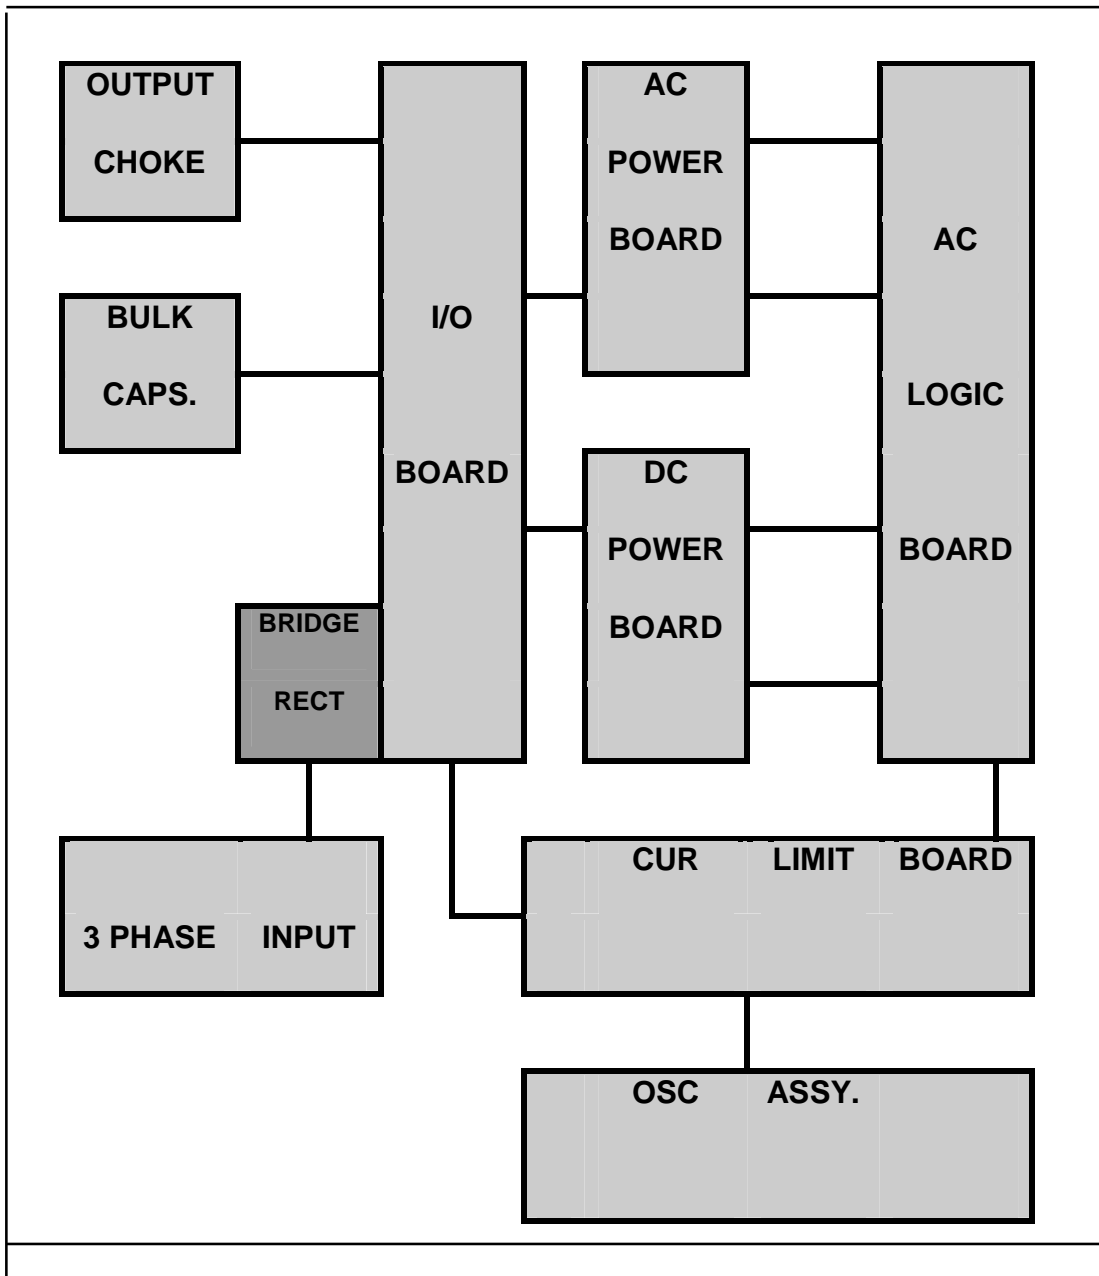 OUTPUT
CHOKE
BULK
CAPS.
I/O
BOARD
AC
POWER
BOARD
DC
POWER
BOARD
AC
LOGIC
BOARD
BRIDGE
RECT
3 PHASE INPUT
CUR LIMIT BOARD
OSC ASSY.